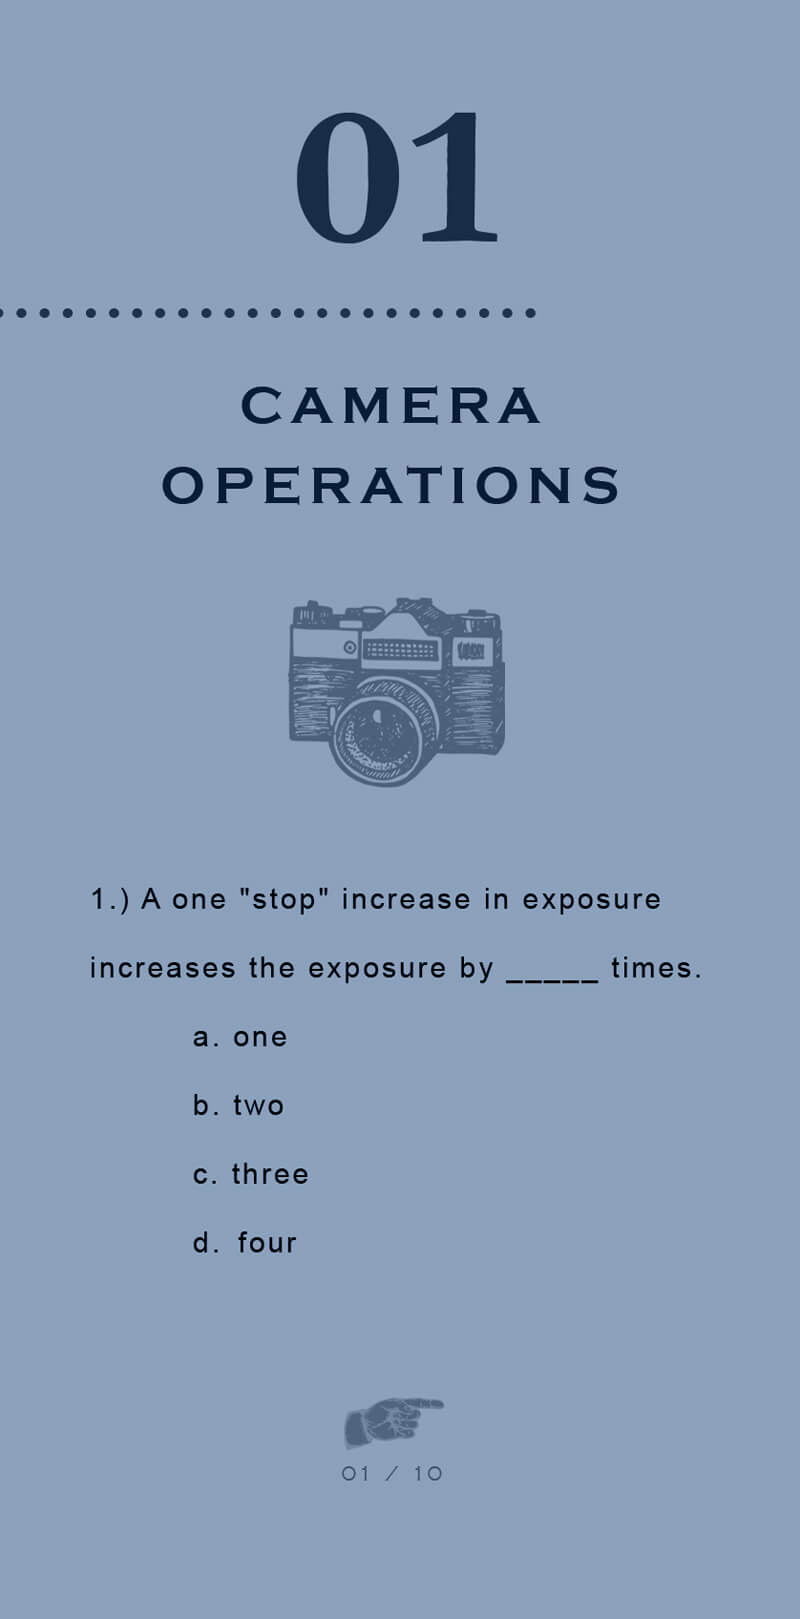 01
CAMERA
OPERATIONS
1.) A one "stop" increase in exposure
increases the exposure by _____ times.
a. one
b. two
c. three
d. four
01 / 10